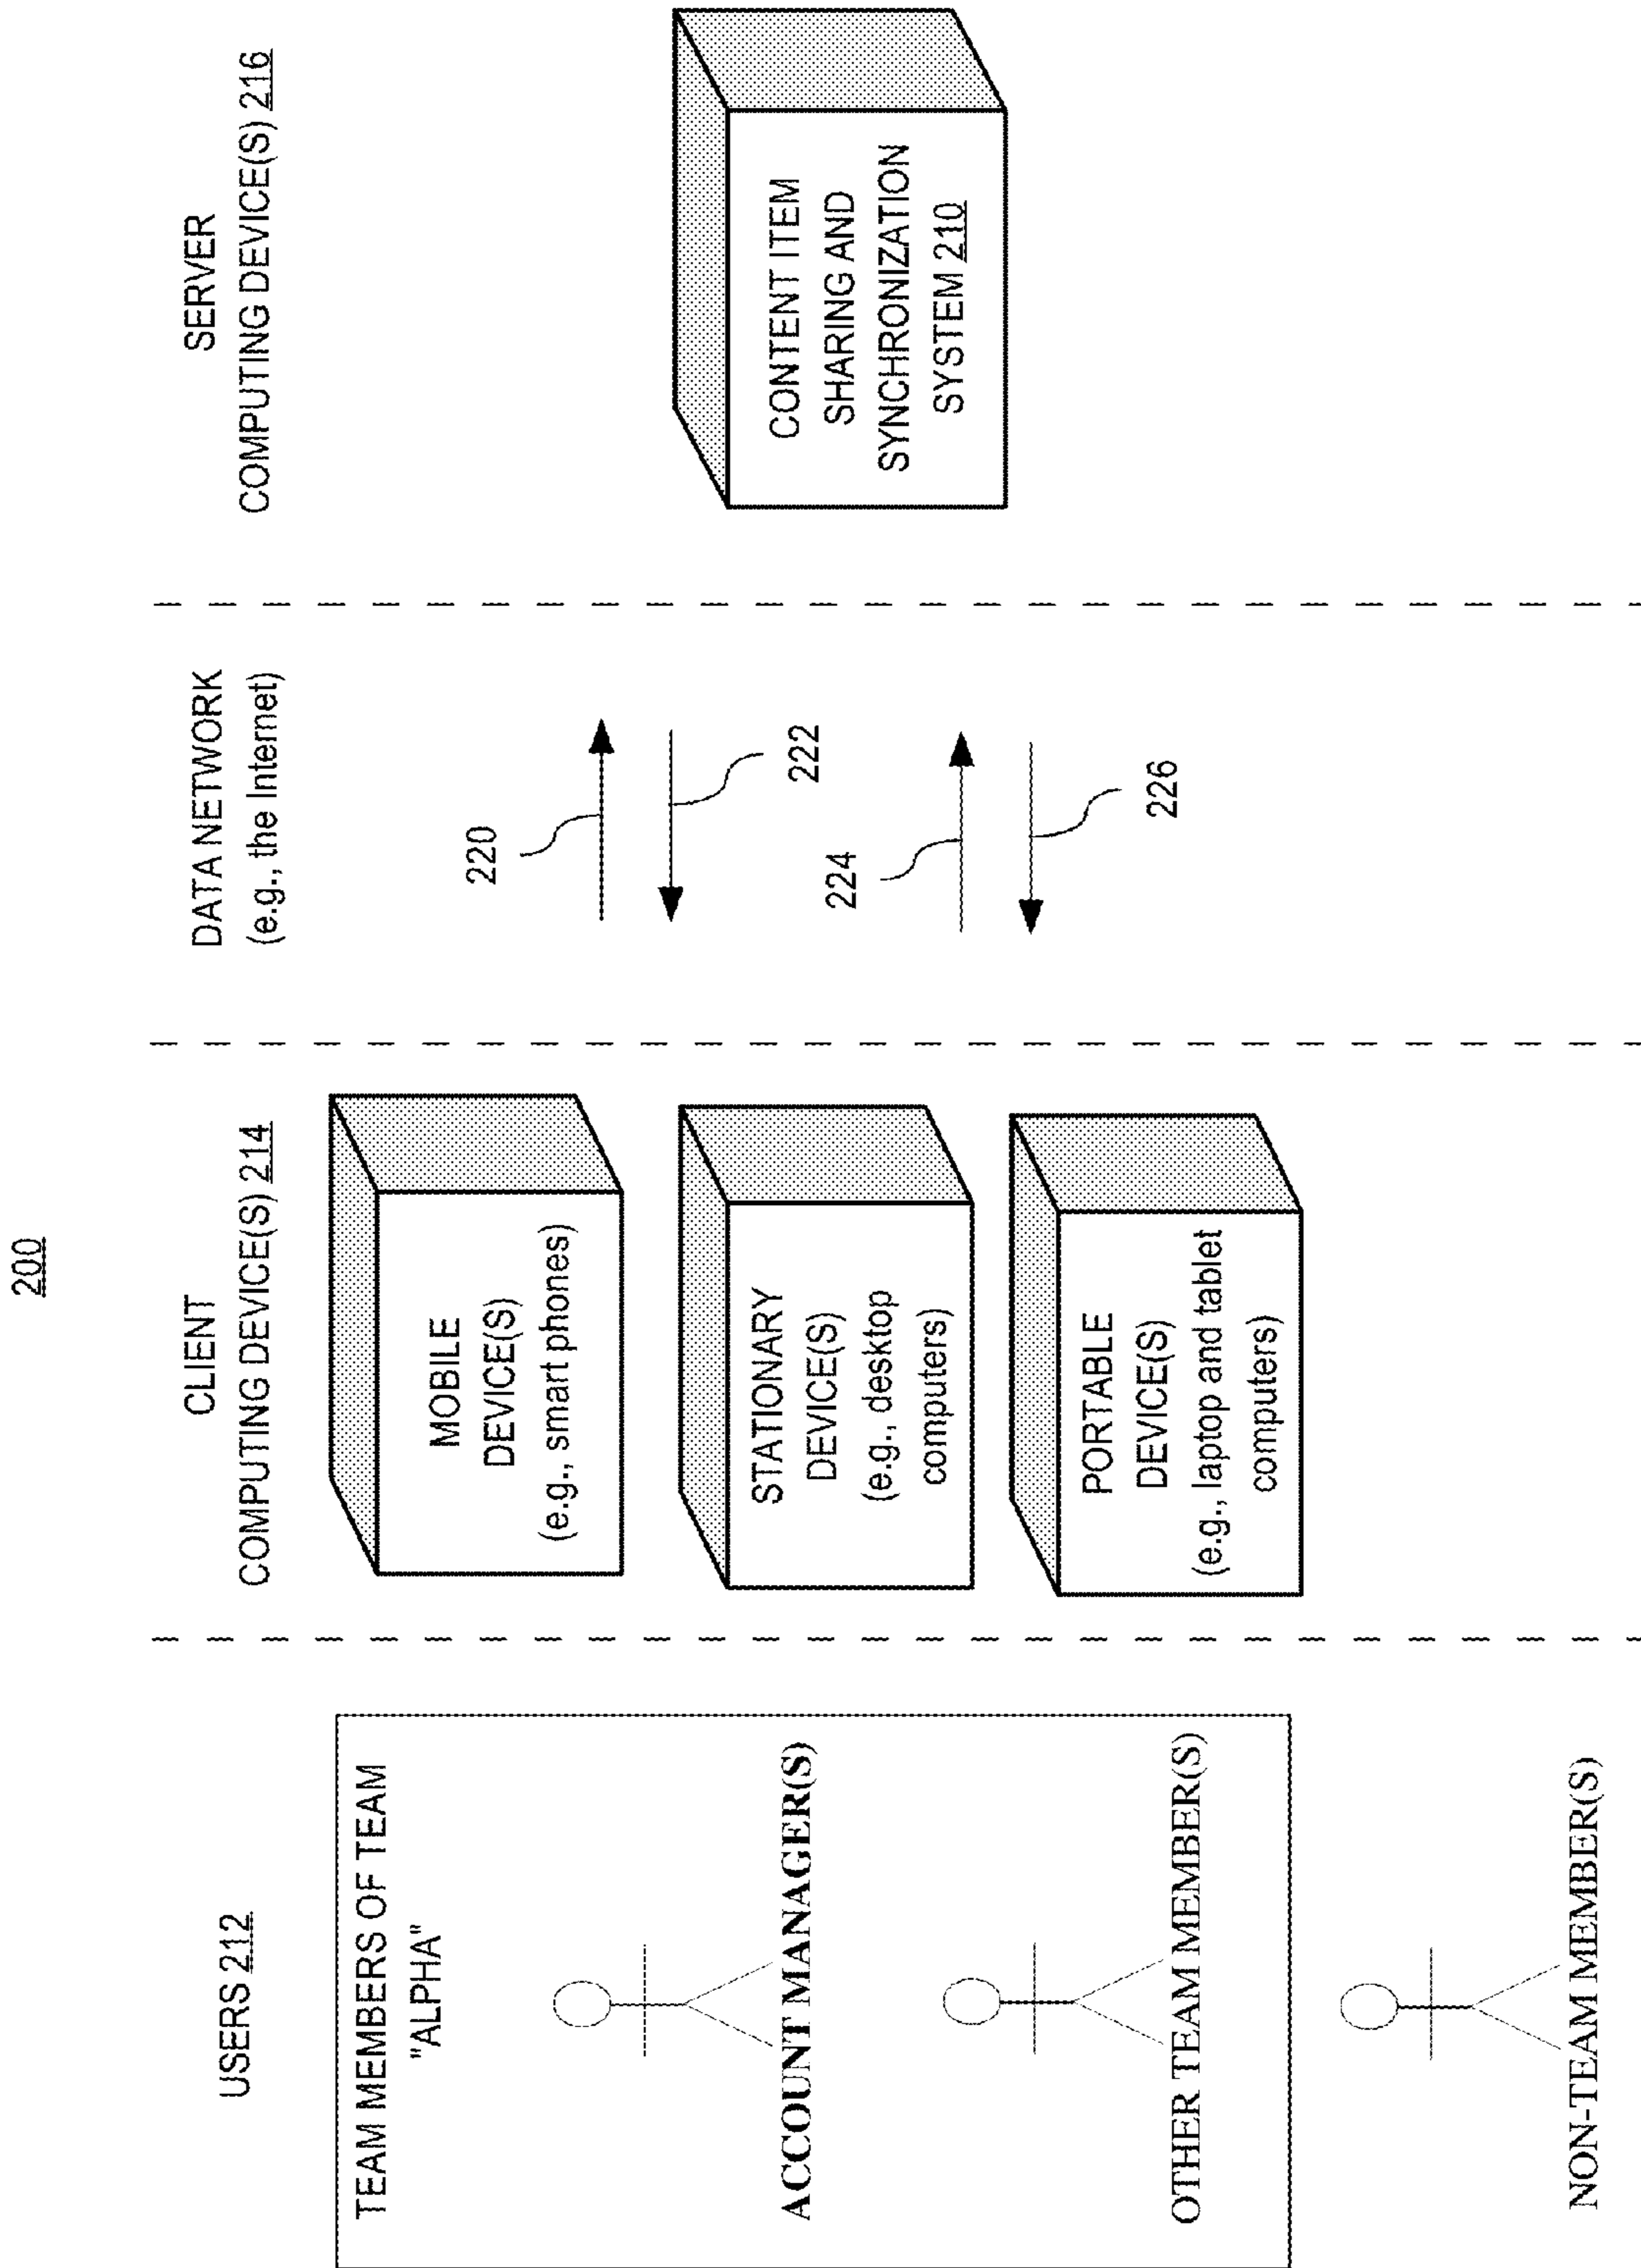 200
USERS 212
TEAM MEMBERS OF TEAM
"ALPHA"
ACCOUNT MANAGER(S)
OTHER TEAM MEMBER(S)
NON-TEAM MEMBER(S)
CLIENT
COMPUTING DEVICE(S) 214
MOBILE
DEVICE(S)
(e.g., smart phones)
STATIONARY
DEVICE(S)
(e.g., desktop
computers)
PORTABLE
DEVICE(S)
(e.g., laptop and tablet
computers)
DATA NETWORK
(e.g., the Internet)
220
222
224
226
SERVER
COMPUTING DEVICE(S) 216
CONTENT ITEM
SHARING AND
SYNCHRONIZATION
SYSTEM 210